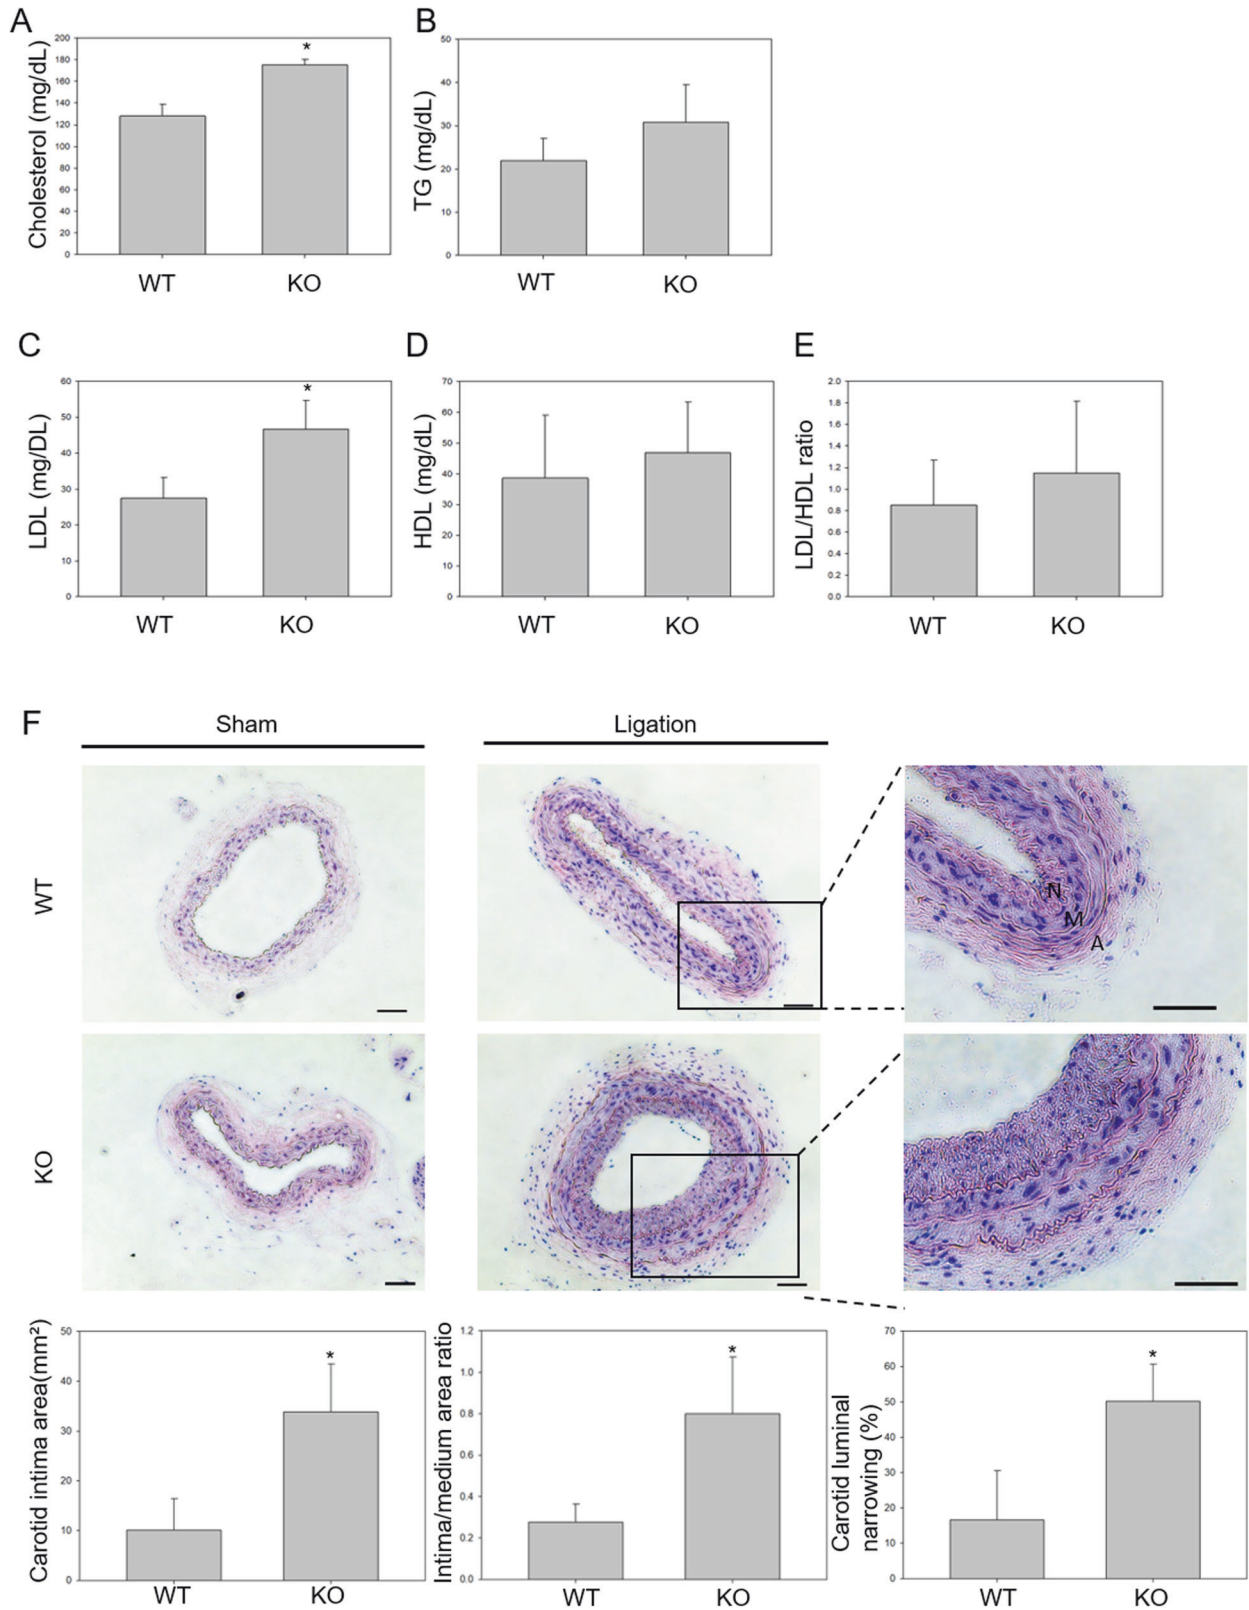 A
Cholesterol (mg/dL)
200
180
160
140
120
100
80
60
40
20
0
*
WT
KO
B
TG (mg/dL)
50
40
30
20
10
0
WT
KO
C
LDL (mg/DL)
60
50
40
30
20
10
0
*
WT
KO
D
HDL (mg/dL)
70
60
50
40
30
20
10
0
WT
KO
E
LDL/HDL ratio
2.0
1.8
1.6
1.4
1.2
1.0
0.8
0.6
0.4
0.2
0.0
WT
KO
F
Sham
Ligation
WT
N
M
A
KO
Carotid intima area(mm²)
50
40
30
20
10
0
*
WT
KO
Intima/medium area ratio
1.2
1.0
0.8
0.6
0.4
0.2
0.0
*
WT
KO
Carotid luminal
narrowing (%)
70
60
50
40
30
20
10
0
*
WT
KO